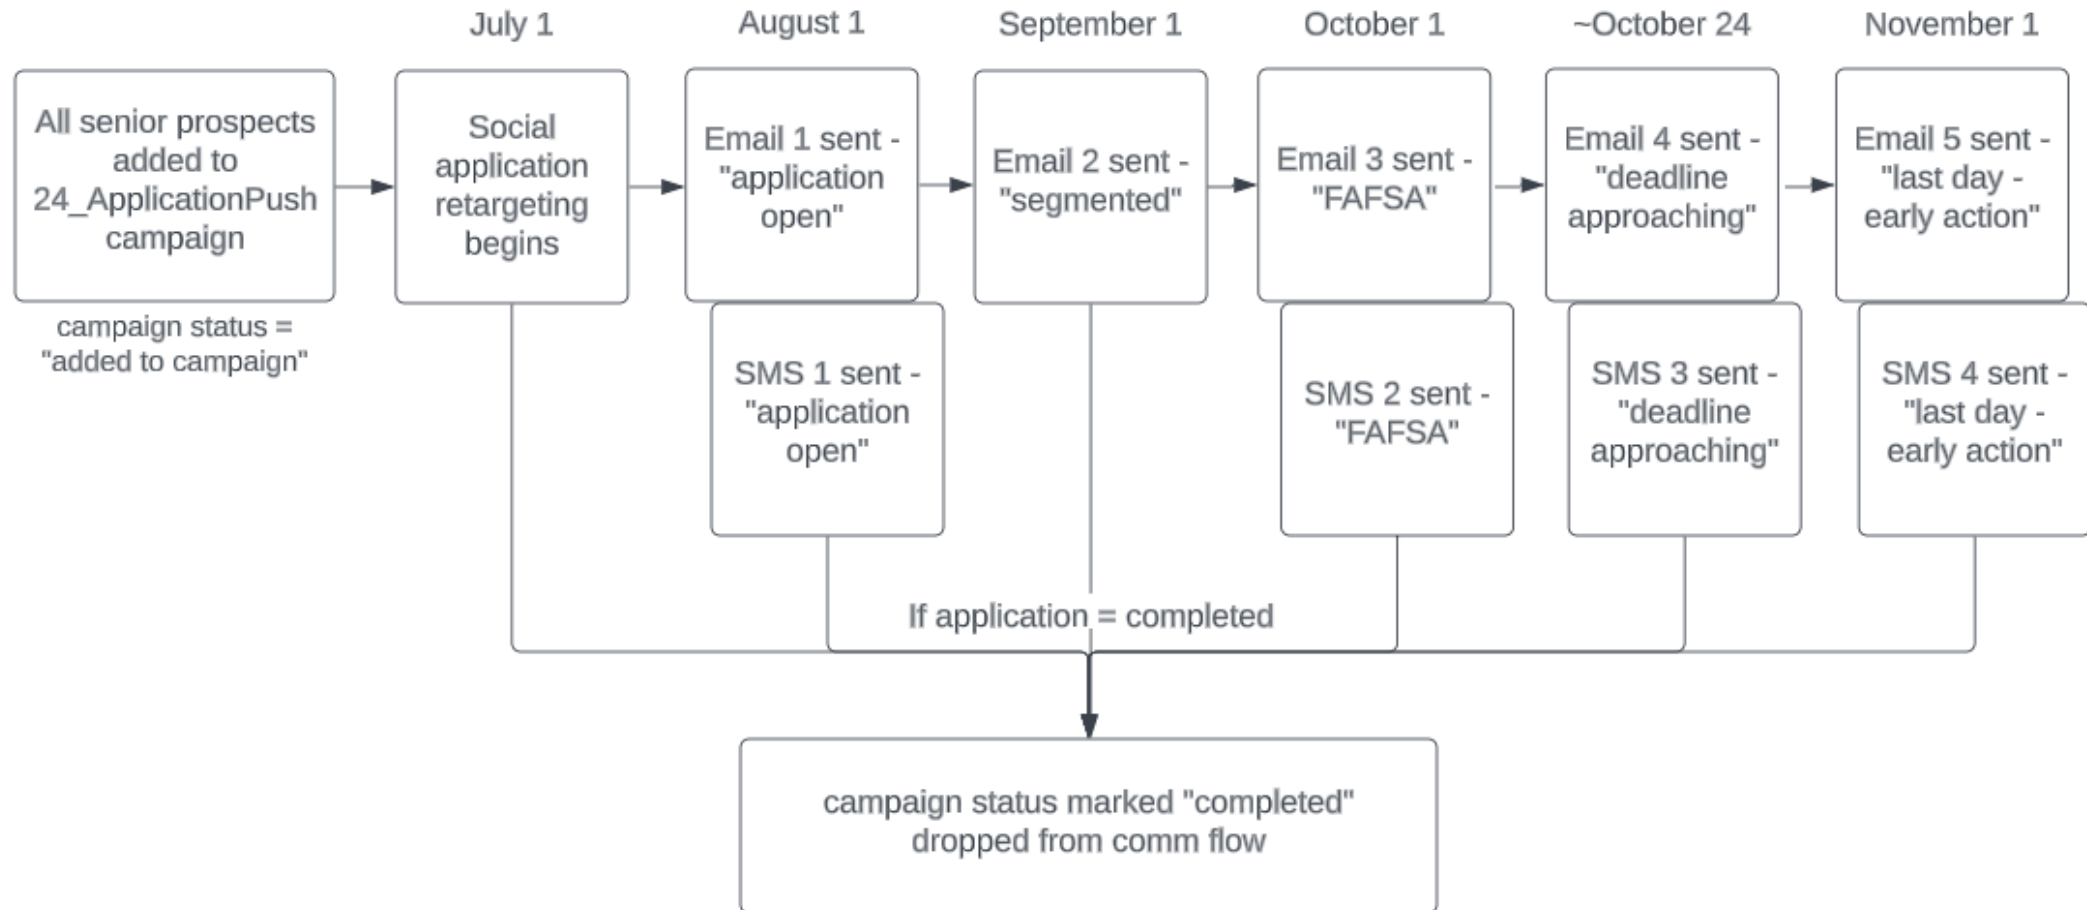 July 1
August 1
September 1
October 1
~October 24
November 1
All senior prospects
added to
24_ApplicationPush
campaign
campaign status =
"added to campaign"
Social
application
retargeting
begins
Email 1 sent -
"application
open"
SMS 1 sent -
"application
open"
Email 2 sent -
"segmented"
Email 3 sent -
"FAFSA"
SMS 2 sent -
"FAFSA"
Email 4 sent -
"deadline
approaching"
SMS 3 sent -
"deadline
approaching"
Email 5 sent -
"last day -
early action"
SMS 4 sent -
"last day -
early action"
If application = completed
campaign status marked "completed"
dropped from comm flow